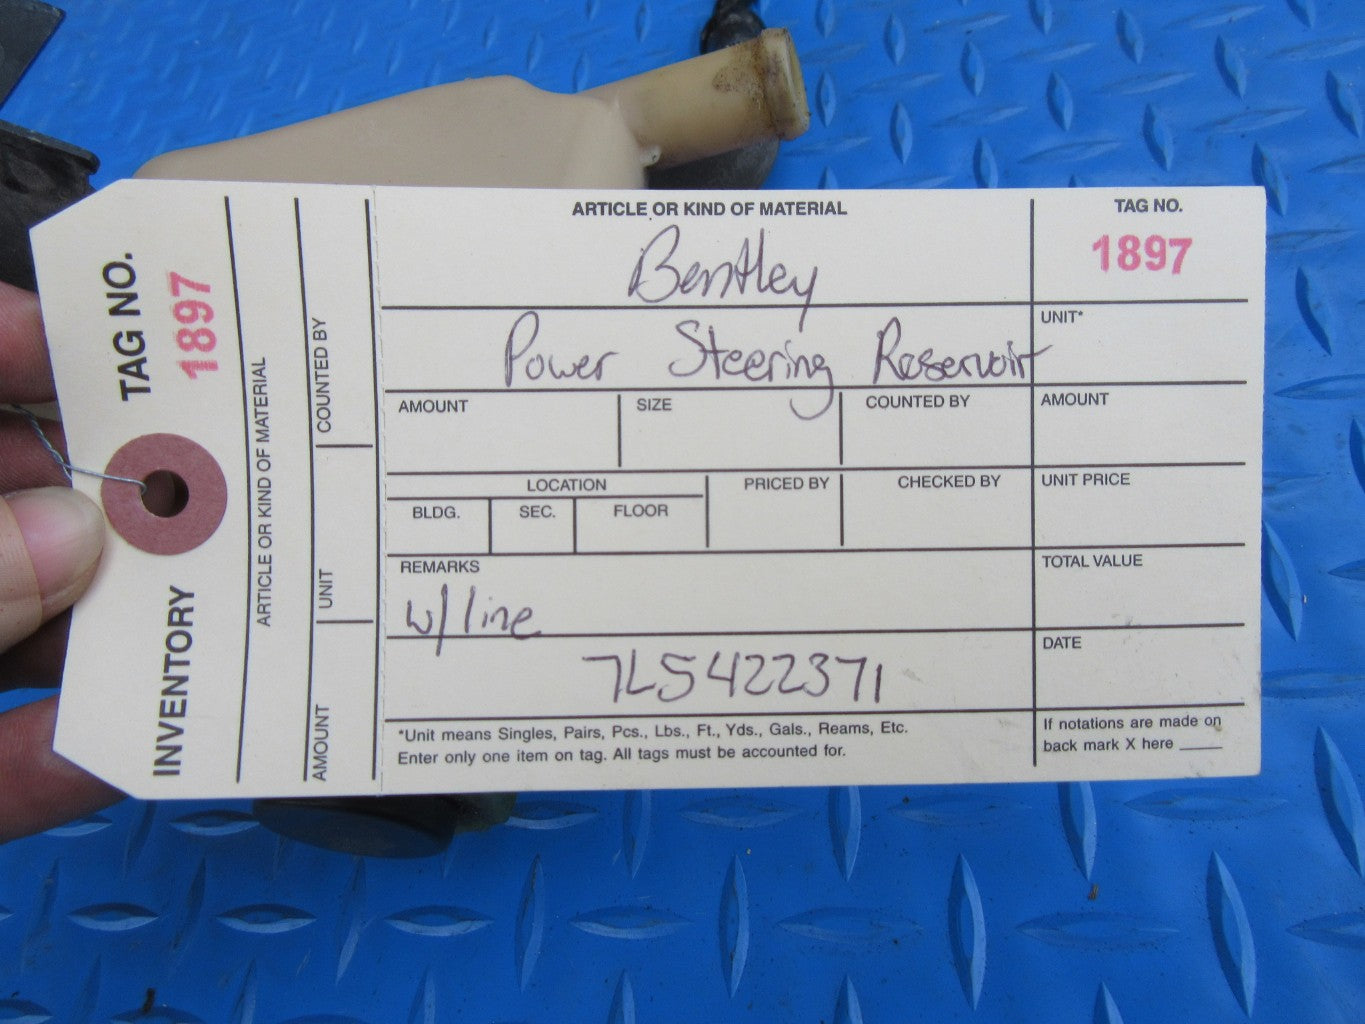 TAG NO.
1897
INVENTORY
ARTICLE OR KIND OF MATERIAL
COUNTED BY
UNIT
AMOUNT
ARTICLE OR KIND OF MATERIAL
Bentley
TAG NO.
1897
Power Steering Reservoir
UNIT*
AMOUNT
SIZE
COUNTED BY
AMOUNT
LOCATION
BLDG.
SEC.
FLOOR
PRICED BY
CHECKED BY
UNIT PRICE
REMARKS
w/line
TOTAL VALUE
7L5422371
DATE
*Unit means Singles, Pairs, Pcs., Lbs., Ft., Yds., Gals., Reams, Etc.
Enter only one item on tag. All tags must be accounted for.
If notations are made on
back mark X here ____